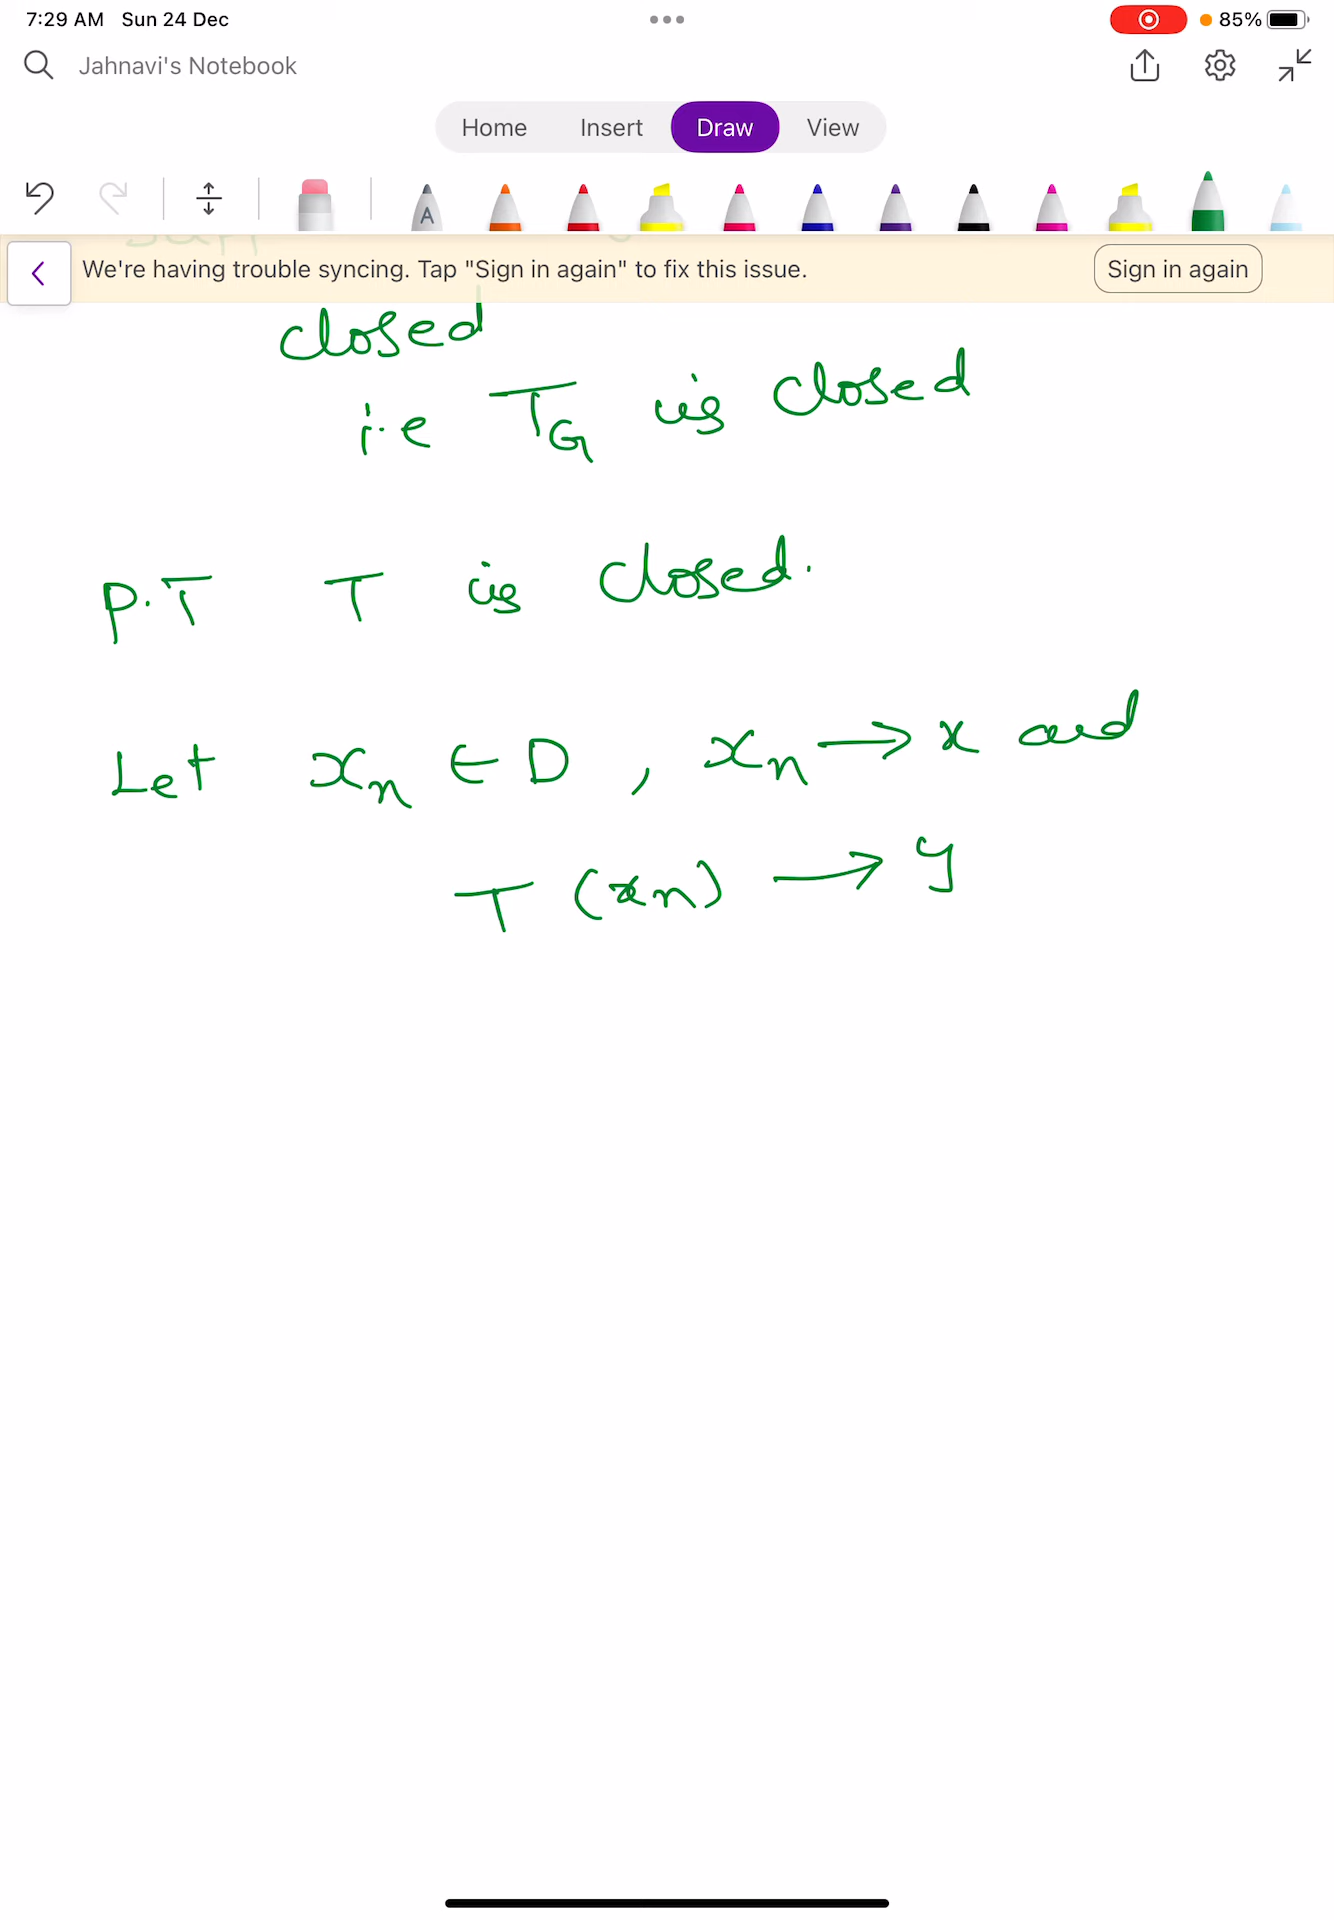 7:29 AM Sun 24 Dec
85%
Jahnavi's Notebook
Home Insert Draw View
A
We're having trouble syncing. Tap "Sign in again" to fix this issue.
Sign in again
closed
i.e T_G is closed
P.T T is closed.
Let xₙ ∈ D , xₙ → x and
T (xₙ) → y